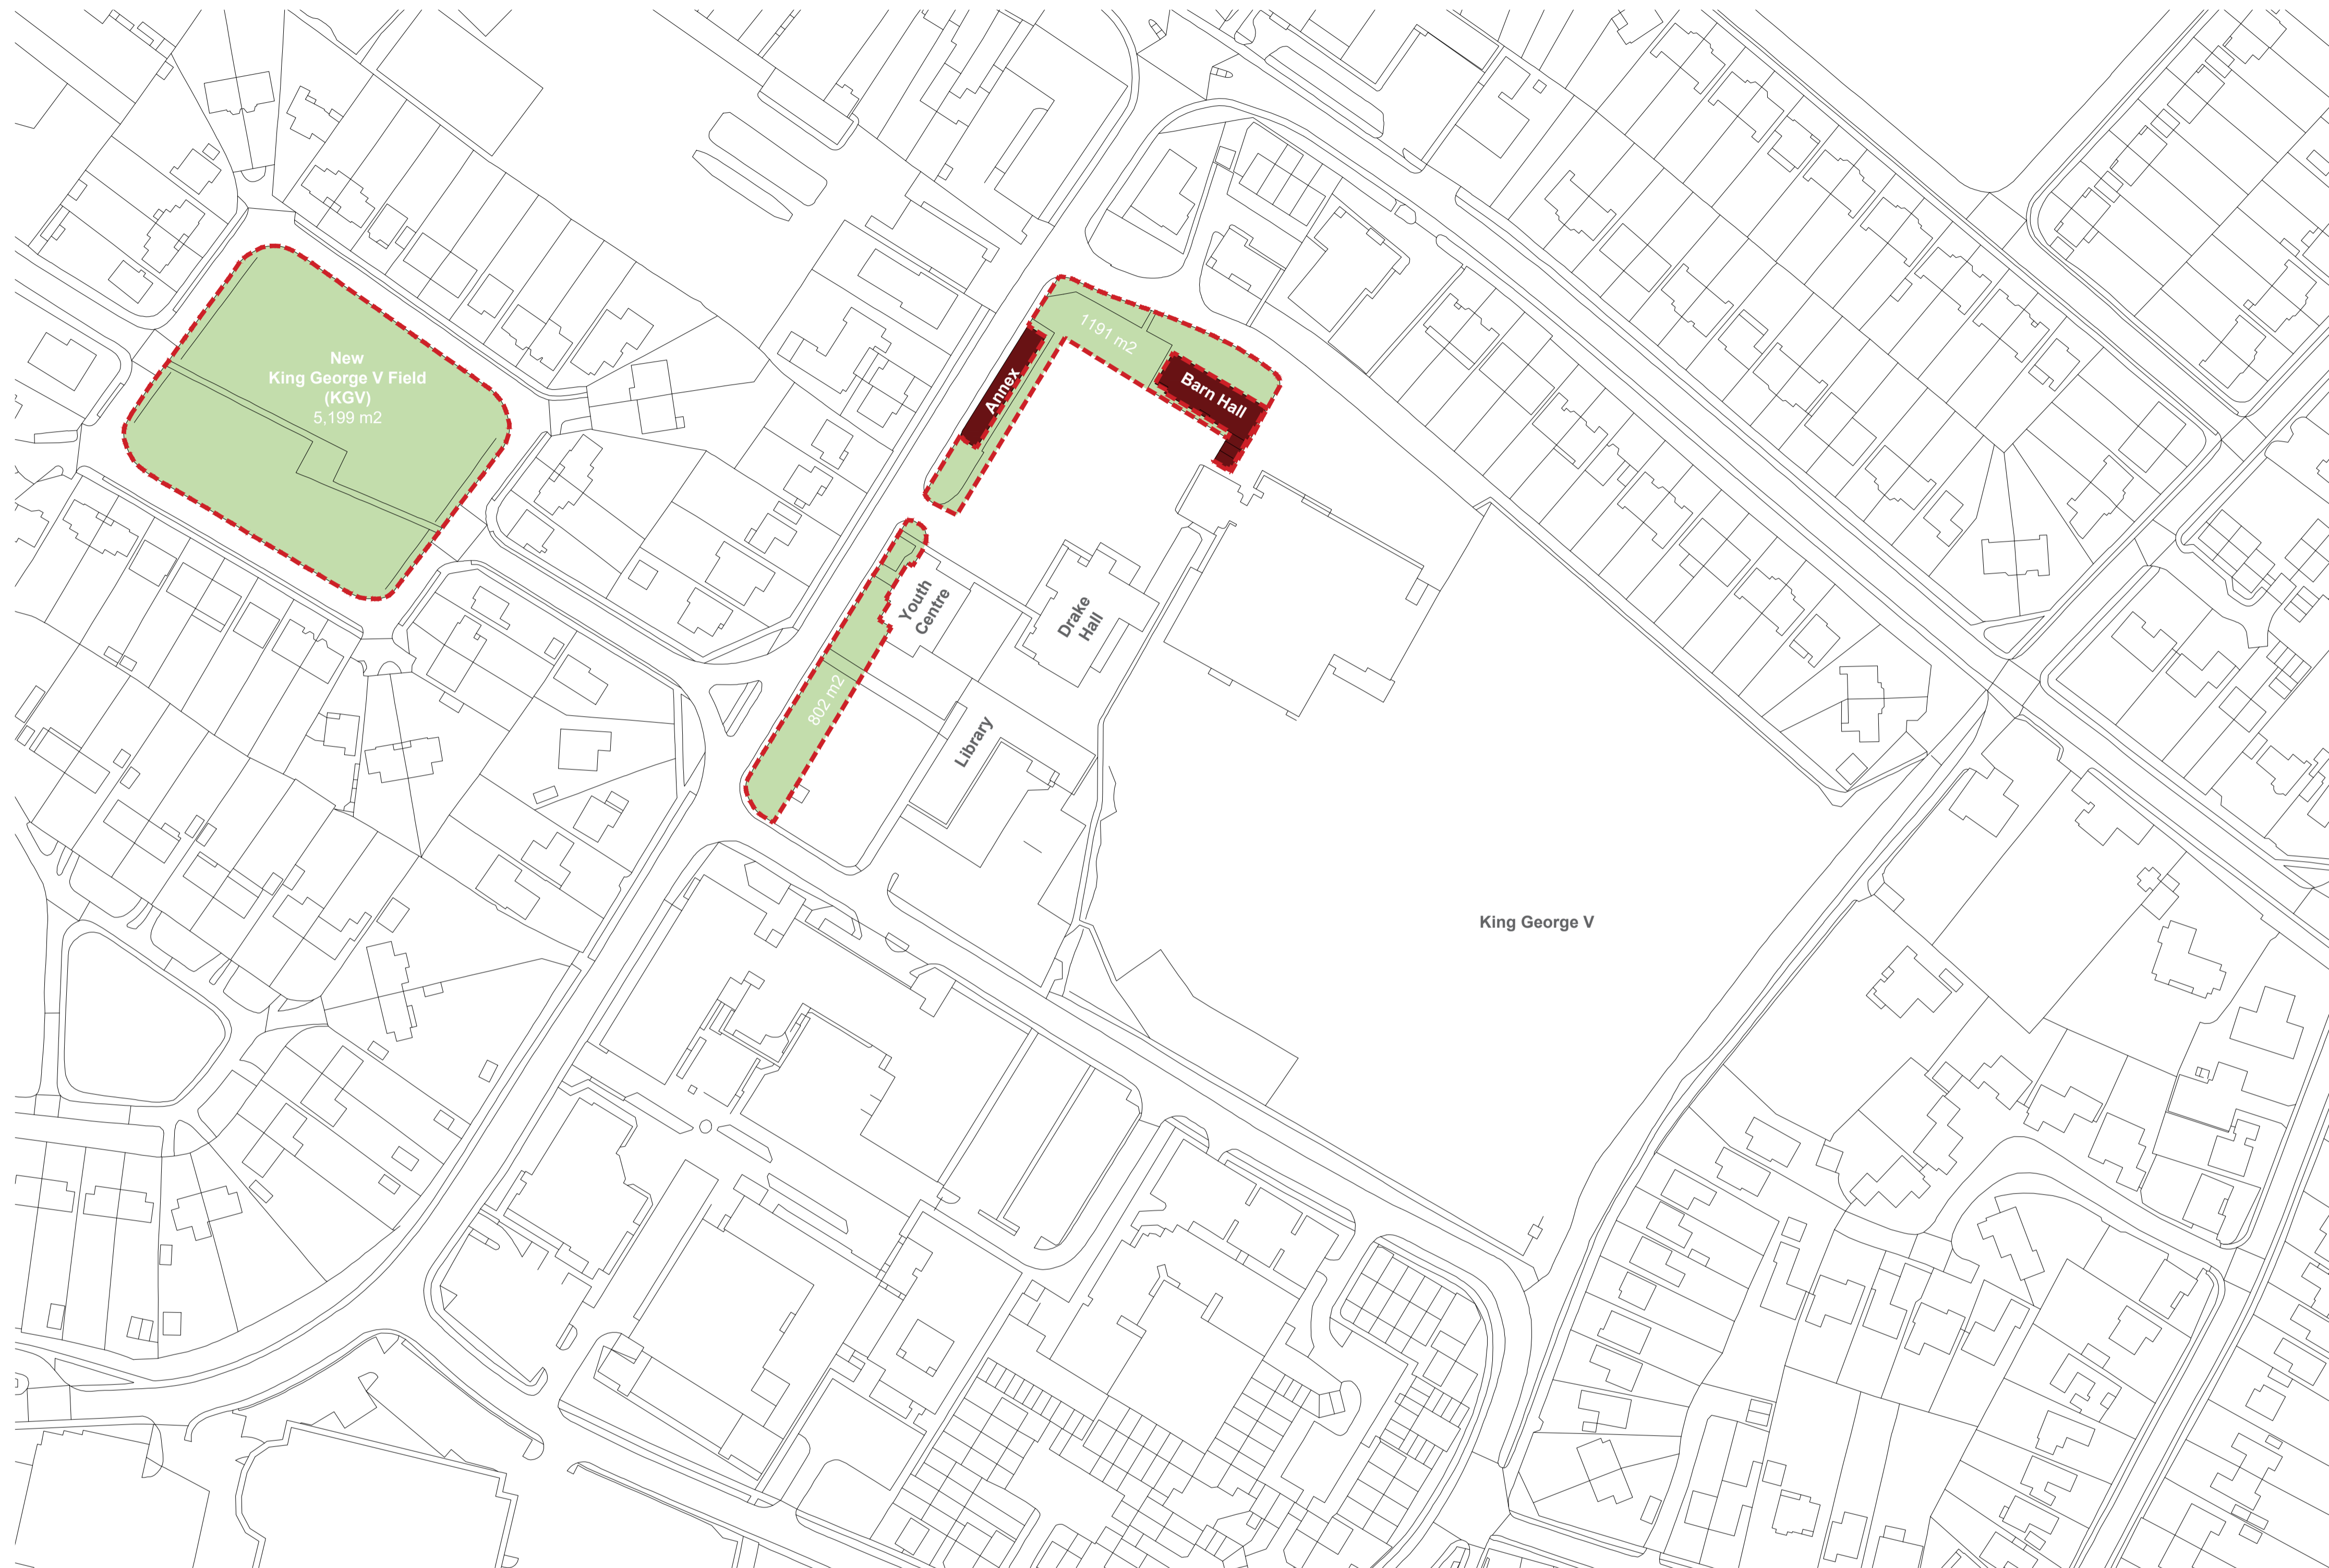 New
King George V Field
(KGV)
5,199 m2
1191 m2
Annex
Barn Hall
Youth
Centre
Drake
Hall
802 m2
Library
King George V